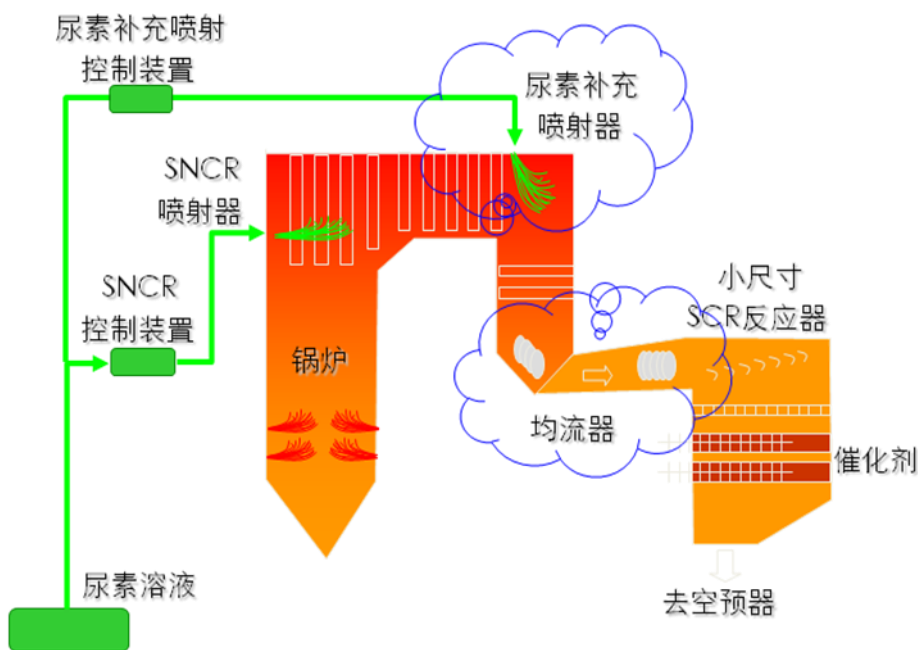 尿素补充喷射
控制装置
尿素补充
喷射器
SNCR
喷射器
小尺寸
SCR反应器
SNCR
控制装置
锅炉
均流器
催化剂
尿素溶液
去空预器